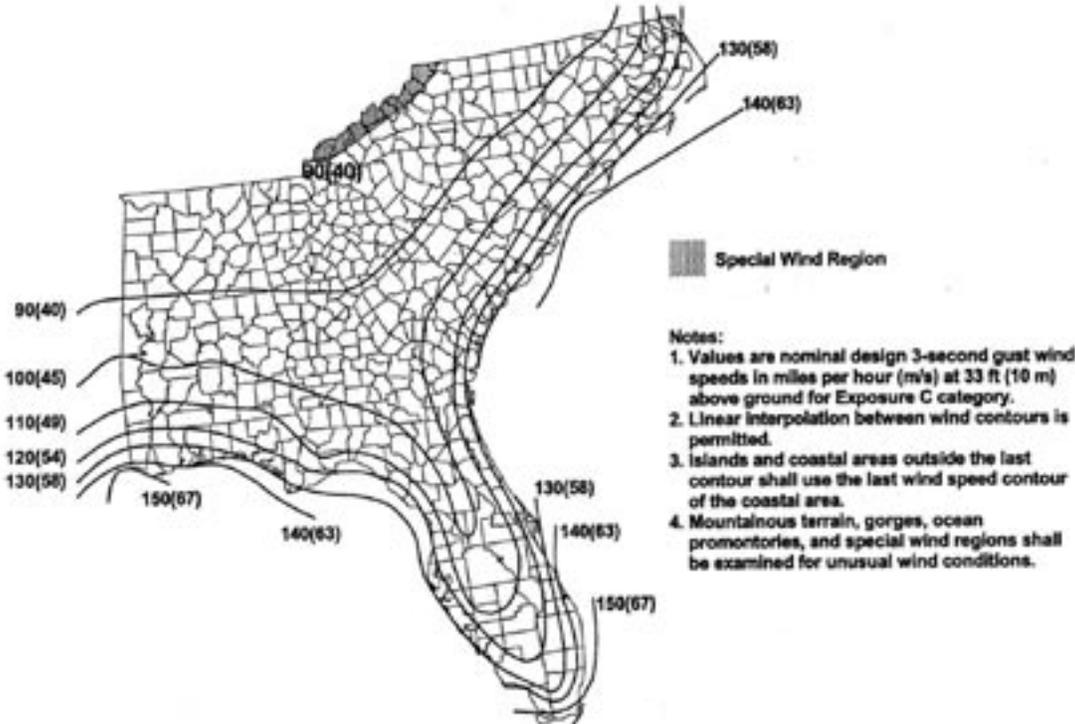 130(58)
140(63)
90(40)
Special Wind Region
90(40)
Notes:
1. Values are nominal design 3-second gust wind
speeds in miles per hour (m/s) at 33 ft (10 m)
above ground for Exposure C category.
2. Linear interpolation between wind contours is
permitted.
3. Islands and coastal areas outside the last
contour shall use the last wind speed contour
of the coastal area.
4. Mountainous terrain, gorges, ocean
promontories, and special wind regions shall
be examined for unusual wind conditions.
100(45)
110(49)
120(54)
130(58)
150(67)
140(63)
130(58)
140(63)
150(67)